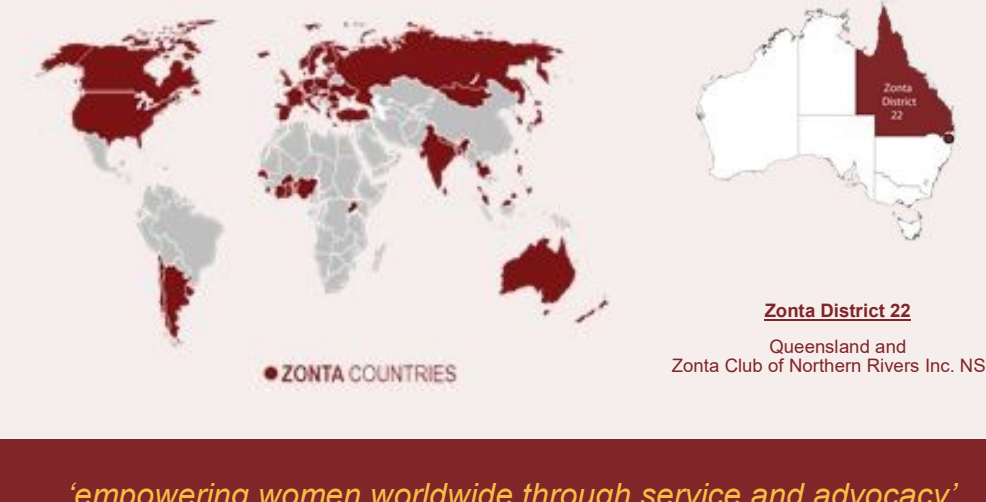 Zonta
District
22
ZONTA COUNTRIES
Zonta District 22
Queensland and
Zonta Club of Northern Rivers Inc. NS
‘empowering women worldwide through service and advocacy’